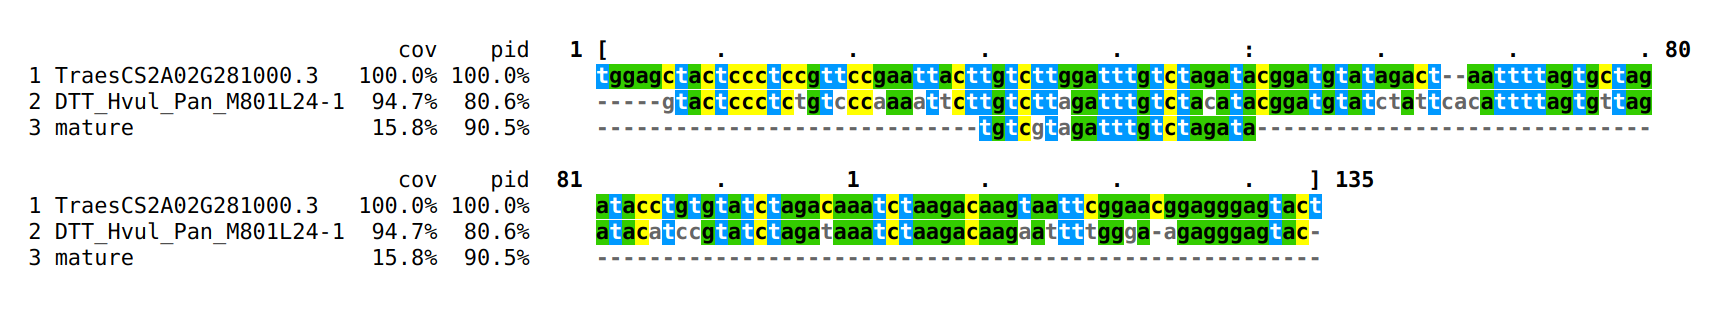 cov pid 1 [ . . . . : . . . 80
1 TraesCS2A02G281000.3 100.0% 100.0% tggagctactccctccgttccgaattacttgtcttggatttgtctagatacggatgtatagact--aattttagtgctag
2 DTT_Hvul_Pan_M801L24-1 94.7% 80.6% -----gtactccctctgtcccaaaattcttgtcttagatttgtctacatacggatgtatctattcacattttagtgttag
3 mature 15.8% 90.5% -----------------------------tgtcgtagatttgtctagata------------------------------
cov pid 81 . 1 . . . ] 135
1 TraesCS2A02G281000.3 100.0% 100.0% atacctgtgtatctagacaaatctaagacaagtaattcggaacggagggagtact
2 DTT_Hvul_Pan_M801L24-1 94.7% 80.6% atacatccgtatctagataaatctaagacaagaattttggga-agagggagtac-
3 mature 15.8% 90.5% -------------------------------------------------------